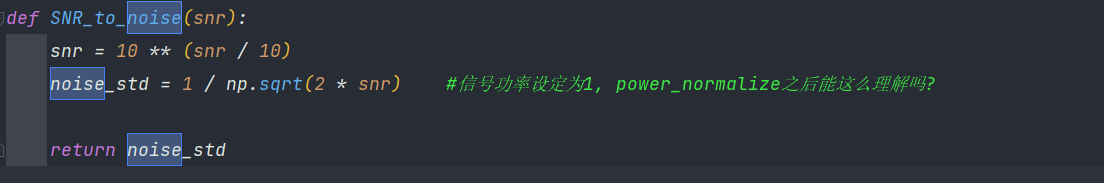 def SNR_to_noise(snr):
snr = 10 ** (snr / 10)
noise_std = 1 / np.sqrt(2 * snr) #信号功率设定为1, power_normalize之后能这么理解吗?
return noise_std